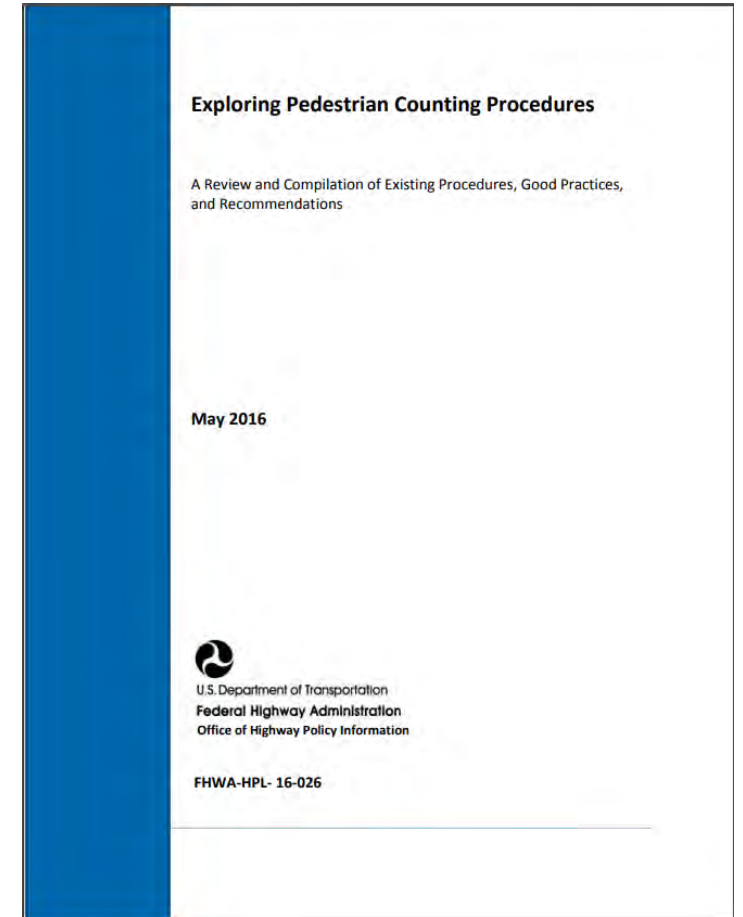 Exploring Pedestrian Counting Procedures
A Review and Compilation of Existing Procedures, Good Practices,
and Recommendations
May 2016
U.S. Department of Transportation
Federal Highway Administration
Office of Highway Policy Information
FHWA-HPL- 16-026